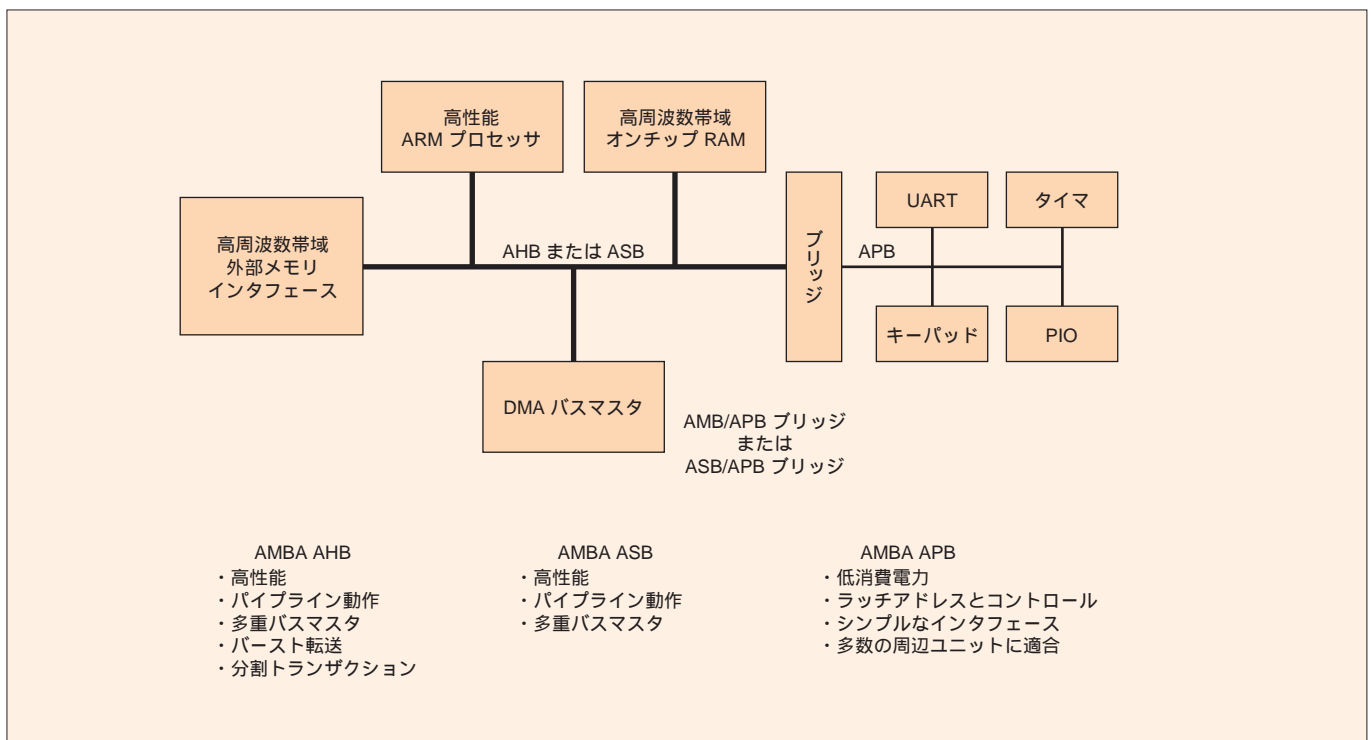 高性能
ARM プロセッサ
高周波数帯域
オンチップ RAM
高周波数帯域
外部メモリ
インタフェース
AHB または ASB
ブリッジ
APB
UART
タイマ
キーパッド
PIO
DMA バスマスタ
AMB/APB ブリッジ
または
ASB/APB ブリッジ
AMBA AHB
・高性能
・パイプライン動作
・多重バスマスタ
・バースト転送
・分割トランザクション
AMBA ASB
・高性能
・パイプライン動作
・多重バスマスタ
AMBA APB
・低消費電力
・ラッチアドレスとコントロール
・シンプルなインタフェース
・多数の周辺ユニットに適合